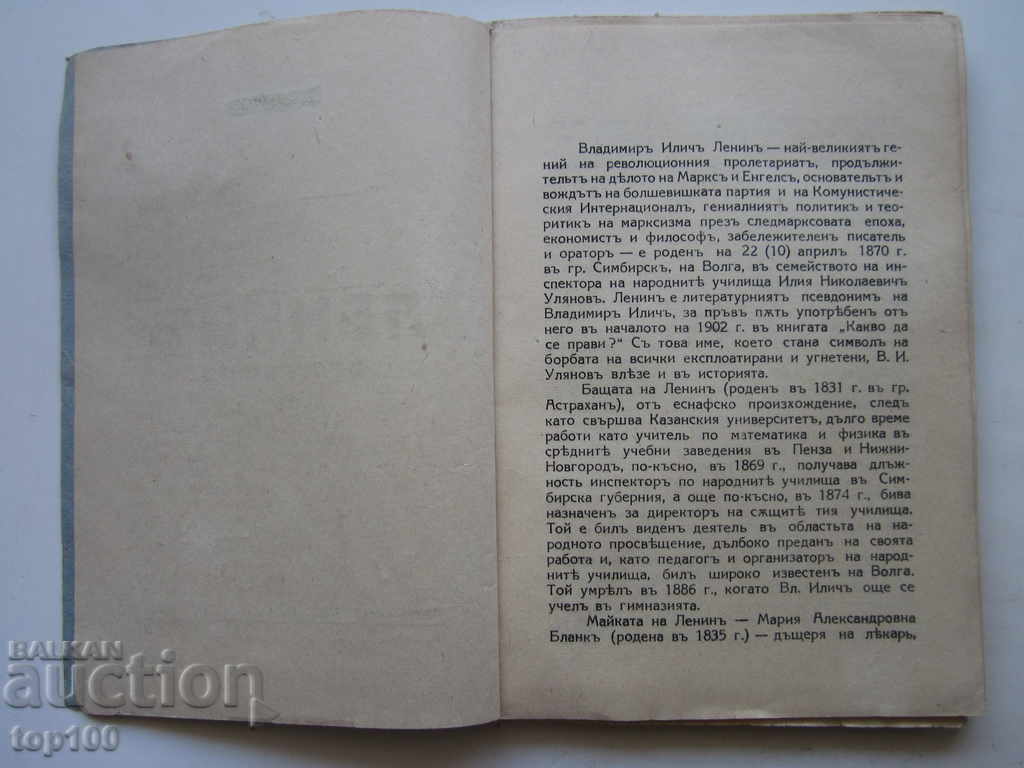 Владимиръ Иличъ Ленинъ — най-великиятъ ге-
ний на революционния пролетариатъ, продължи-
тельтъ на дѣлото на Марксъ и Енгелсъ, основательтъ и
вождътъ на болшевишката партия и на Комунистиче-
ския Интернационалъ, гениалниятъ политикъ и тео-
ритикъ на марксизма презъ следмарксовата епоха,
економистъ и философъ, забележителенъ писатель
и ораторъ — е роденъ на 22 (10) априлъ 1870 г.
въ гр. Симбирскъ, на Волга, въ семейството на ин-
спектора на народнитѣ училища Илия Николаевичъ
Уляновъ. Ленинъ е литературниятъ псевдонимъ на
Владимиръ Иличъ, за пръвъ пѫть употрѣбенъ отъ
него въ началото на 1902 г. въ книгата „Какво да
се прави?" Съ това име, което стана символъ на
борбата на всички експлоатирани и угнетени, В. И.
Уляновъ влѣзе и въ историята.
Бащата на Ленинъ (роденъ въ 1831 г. въ гр.
Астраханъ), отъ еснафско произхождение, следъ
като свършва Казанския университетъ, дълго време
работи като учитель по математика и физика въ
срѣднитѣ учебни заведения въ Пенза и Нижни-
Новгородъ, по-късно, въ 1869 г., получава длъж-
ность инспекторъ по народнитѣ училища въ Сим-
бирска губерния, а още по-късно, въ 1874 г., бива
назначенъ за директоръ на сѫщитѣ тия училища.
Той е билъ виденъ деятель въ областьта на на-
родното просвѣщение, дълбоко преданъ на своята
работа и, като педагогъ и организаторъ на народ-
нитѣ училища, билъ широко известенъ на Волга.
Той умрѣлъ въ 1886 г., когато Вл. Иличъ още се
учелъ въ гимназията.
Майката на Ленинъ — Мария Александровна
Бланкъ (родена въ 1835 г.) — дъщеря на лѣкарь,
BALKAN
auction
top100